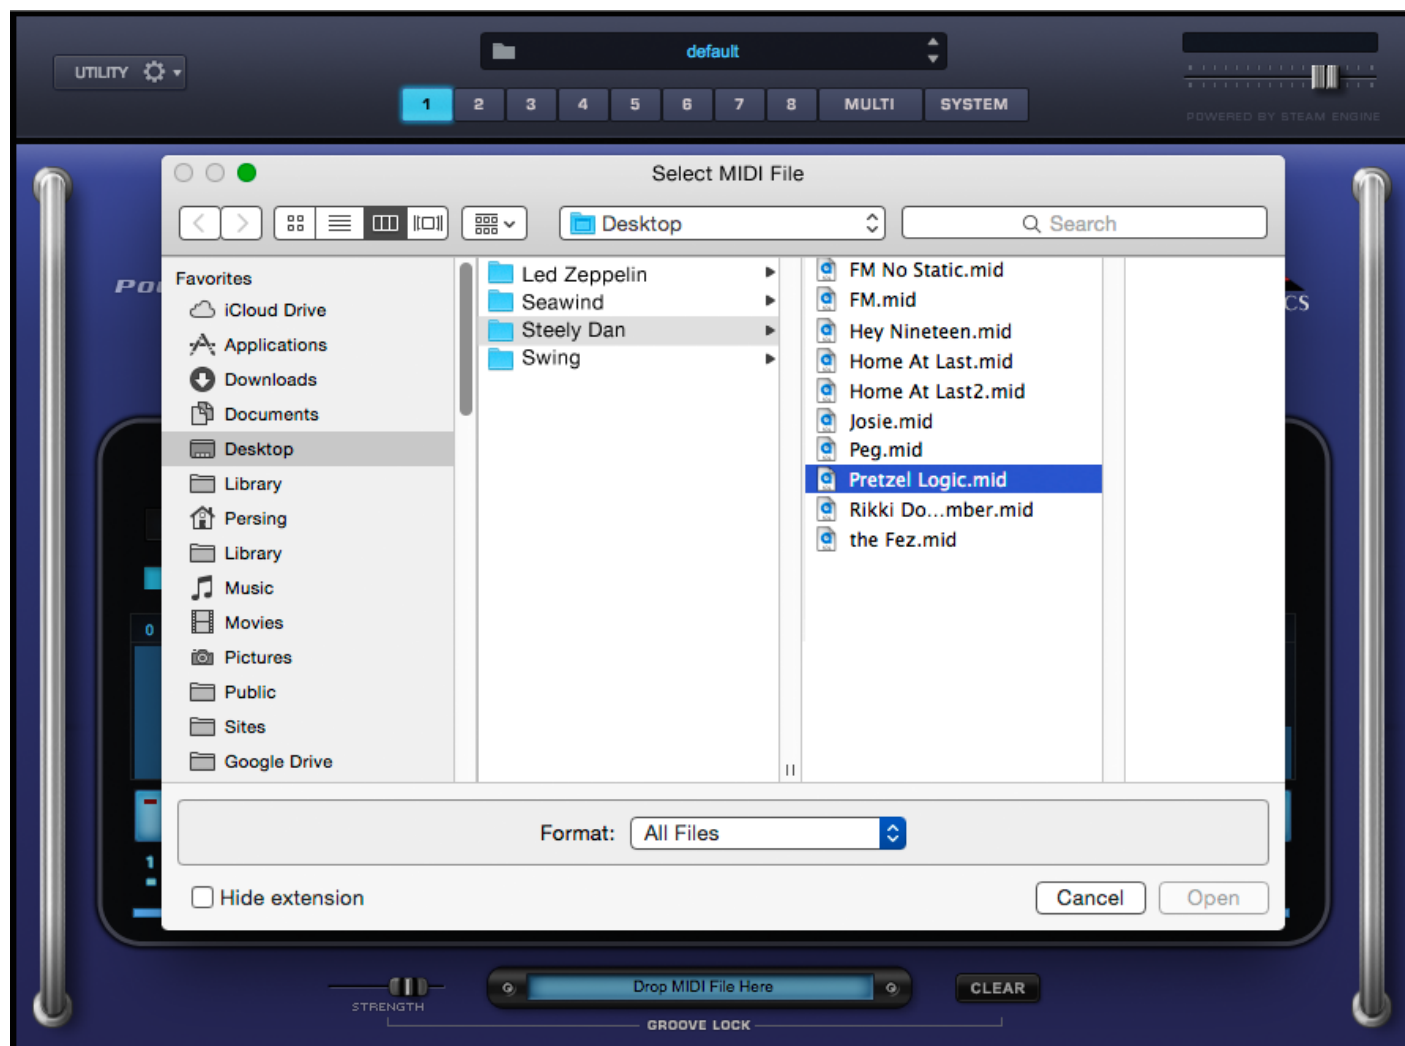 UTILITY
default
1 2 3 4 5 6 7 8 MULTI SYSTEM
POWERED BY STEAM ENGINE
Select MIDI File
Desktop
Search
Favorites
iCloud Drive
Applications
Downloads
Documents
Desktop
Library
Persing
Library
Music
Movies
Pictures
Public
Sites
Google Drive
Led Zeppelin
Seawind
Steely Dan
Swing
FM No Static.mid
FM.mid
Hey Nineteen.mid
Home At Last.mid
Home At Last2.mid
Josie.mid
Peg.mid
Pretzel Logic.mid
Rikki Do...mber.mid
the Fez.mid
0
1
Format: All Files
Hide extension
Cancel Open
STRENGTH
Drop MIDI File Here
CLEAR
GROOVE LOCK